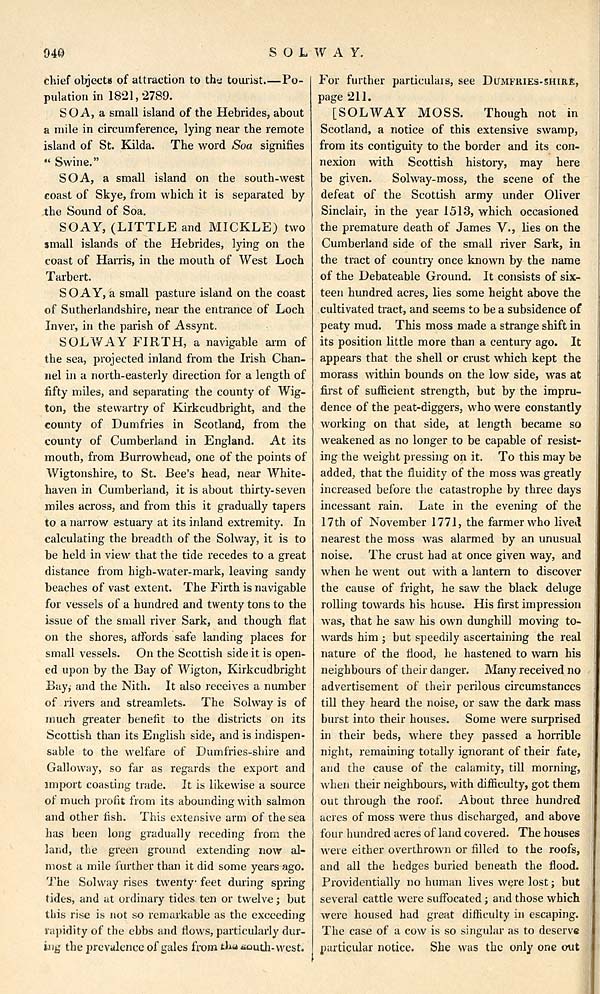 940
SOLWAY.
chief objects of attraction to the tourist.—Po-
pulation in 1821, 2789.
SOA, a small island of the Hebrides, about
a mile in circumference, lying near the remote
island of St. Kilda. The word Soa signifies
" Swine."
SOA, a small island on the south-west
coast of Skye, from which it is separated by
the Sound of Soa.
SOAY, (LITTLE and MICKLE) two
small islands of the Hebrides, lying on the
coast of Harris, in the mouth of West Loch
Tarbert.
SOAY, a small pasture island on the coast
of Sutherlandshire, near the entrance of Loch
Inver, in the parish of Assynt.
SOLWAY FIRTH, a navigable arm of
the sea, projected inland from the Irish Chan-
nel in a north-easterly direction for a length of
fifty miles, and separating the county of Wig-
ton, the stewartry of Kirkcudbright, and the
county of Dumfries in Scotland, from the
county of Cumberland in England. At its
mouth, from Burrowhead, one of the points of
Wigtonshire, to St. Bee's head, near White-
haven in Cumberland, it is about thirty-seven
miles across, and from this it gradually tapers
to a narrow estuary at its inland extremity. In
calculating the breadth of the Solway, it is to
be held in view that the tide recedes to a great
distance from high-water-mark, leaving sandy
beaches of vast extent. The Firth is navigable
for vessels of a hundred and twenty tons to the
issue of the small river Sark, and though flat
on the shores, affords safe landing places for
small vessels. On the Scottish side it is open-
ed upon by the Bay of Wigton, Kirkcudbright
Bay, and the Nith. It also receives a number
of rivers and streamlets. The Solway is of
much greater benefit to the districts on its
Scottish than its English side, and is indispen-
sable to the welfare of Dumfries-shire and
Galloway, so far as regards the export and
import coasting trade. It is likewise a source
of much profit from its abounding with salmon
and other fish. This extensive arm of the sea
has been long gradually receding from the
land, the green ground extending now al-
most a mile further than it did some years ago.
The Solway rises twenty feet during spring
tides, and at ordinary tides ten or twelve; but
this rise is not so remarkable as the exceeding
rapidity of the ebbs and flows, particularly dur-
ing the prevalence of gales from the south-west.
For further particulars, see DUMFRIES-SHIRE,
page 211.
[SOLWAY MOSS. Though not in
Scotland, a notice of this extensive swamp,
from its contiguity to the border and its con-
nexion with Scottish history, may here
be given. Solway-moss, the scene of the
defeat of the Scottish army under Oliver
Sinclair, in the year 1513, which occasioned
the premature death of James V., lies on the
Cumberland side of the small river Sark, in
the tract of country once known by the name
of the Debateable Ground. It consists of six-
teen hundred acres, lies some height above the
cultivated tract, and seems to be a subsidence of
peaty mud. This moss made a strange shift in
its position little more than a century ago. It
appears that the shell or crust which kept the
morass within bounds on the low side, was at
first of sufficient strength, but by the impru-
dence of the peat-diggers, who were constantly
working on that side, at length became so
weakened as no longer to be capable of resist-
ing the weight pressing on it. To this may be
added, that the fluidity of the moss was greatly
increased before the catastrophe by three days
incessant rain. Late in the evening of the
17th of November 1771, the farmer who lived
nearest the moss was alarmed by an unusual
noise. The crust had at once given way, and
when he went out with a lantern to discover
the cause of fright, he saw the black deluge
rolling towards his house. His first impression
was, that he saw his own dunghill moving to-
wards him; but speedily ascertaining the real
nature of the flood, he hastened to warn his
neighbours of their danger. Many received no
advertisement of their perilous circumstances
till they heard the noise, or saw the dark mass
burst into their houses. Some were surprised
in their beds, where they passed a horrible
night, remaining totally ignorant of their fate,
and the cause of the calamity, till morning,
when their neighbours, with difficulty, got them
out through the roof. About three hundred
acres of moss were thus discharged, and above
four hundred acres of land covered. The houses
were either overthrown or filled to the roofs,
and all the hedges buried beneath the flood.
Providentially no human lives were lost; but
several cattle were suffocated; and those which
were housed had great difficulty in escaping.
The case of a cow is so singular as to deserve
particular notice. She was the only one out